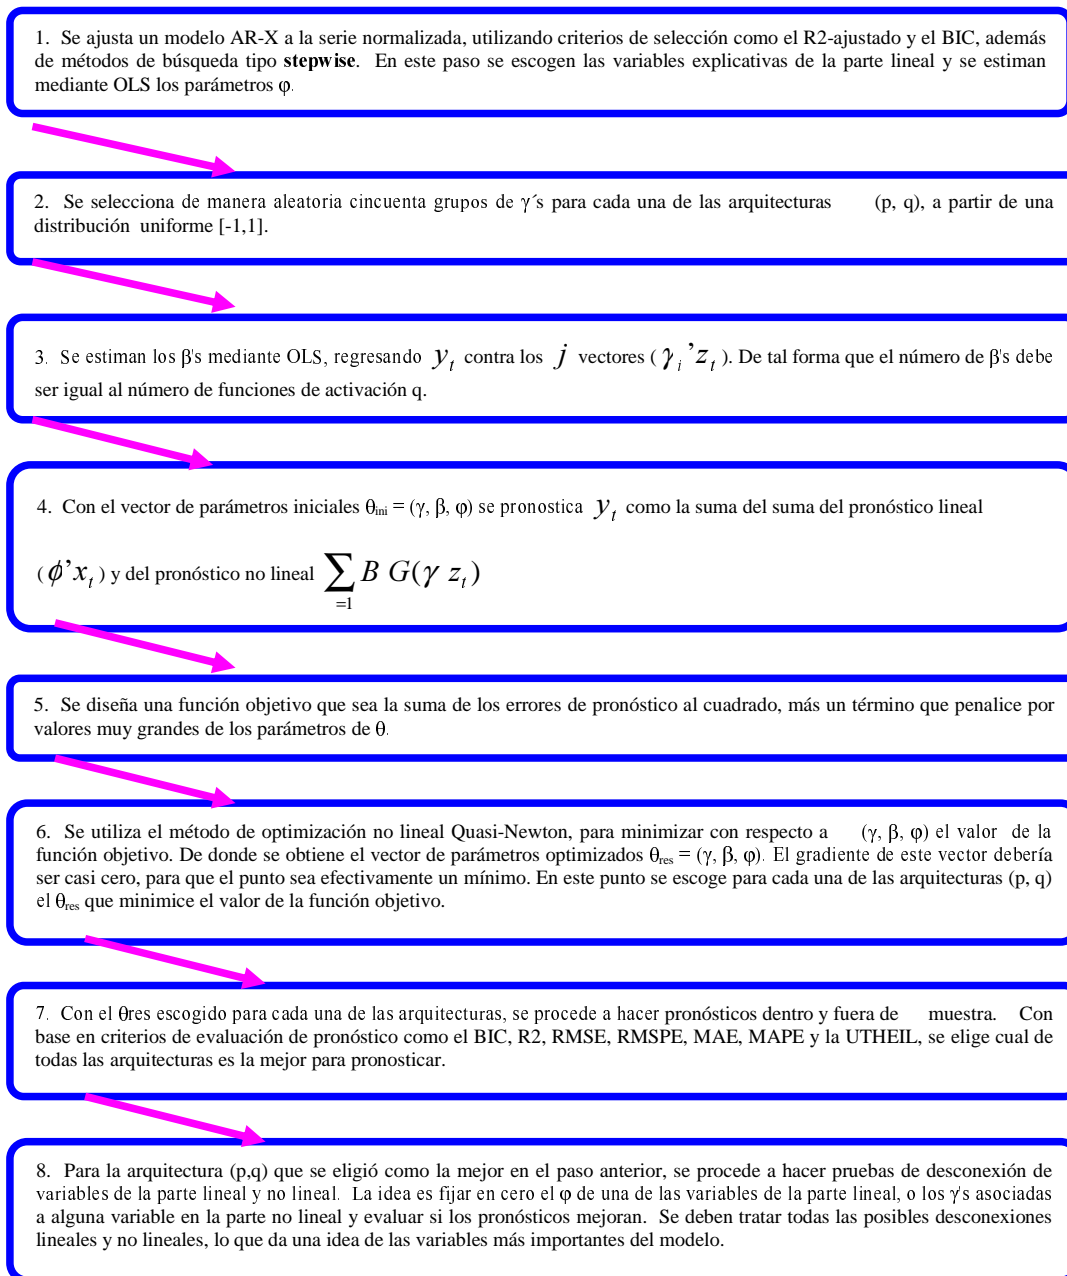 1. Se ajusta un modelo AR-X a la serie normalizada, utilizando criterios de selección como el R2-ajustado y el BIC, además
de métodos de búsqueda tipo stepwise. En este paso se escogen las variables explicativas de la parte lineal y se estiman
mediante OLS los parámetros φ.
2. Se selecciona de manera aleatoria cincuenta grupos de γ´s para cada una de las arquitecturas (p, q), a partir de una
distribución uniforme [-1,1].
3. Se estiman los β's mediante OLS, regresando y_t contra los j vectores ( γ_i 'z_t ). De tal forma que el número de β's debe
ser igual al número de funciones de activación q.
4. Con el vector de parámetros iniciales θ_ini = (γ, β, φ) se pronostica y_t como la suma del suma del pronóstico lineal
( ϕ'x_t ) y del pronóstico no lineal ∑_{=1} B G(γ z_t)
5. Se diseña una función objetivo que sea la suma de los errores de pronóstico al cuadrado, más un término que penalice por
valores muy grandes de los parámetros de θ.
6. Se utiliza el método de optimización no lineal Quasi-Newton, para minimizar con respecto a (γ, β, φ) el valor de la
función objetivo. De donde se obtiene el vector de parámetros optimizados θ_res = (γ, β, φ). El gradiente de este vector debería
ser casi cero, para que el punto sea efectivamente un mínimo. En este punto se escoge para cada una de las arquitecturas (p, q)
el θ_res que minimice el valor de la función objetivo.
7. Con el θres escogido para cada una de las arquitecturas, se procede a hacer pronósticos dentro y fuera de muestra. Con
base en criterios de evaluación de pronóstico como el BIC, R2, RMSE, RMSPE, MAE, MAPE y la UTHEIL, se elige cual de
todas las arquitecturas es la mejor para pronosticar.
8. Para la arquitectura (p,q) que se eligió como la mejor en el paso anterior, se procede a hacer pruebas de desconexión de
variables de la parte lineal y no lineal. La idea es fijar en cero el φ de una de las variables de la parte lineal, o los γ's asociadas
a alguna variable en la parte no lineal y evaluar si los pronósticos mejoran. Se deben tratar todas las posibles desconexiones
lineales y no lineales, lo que da una idea de las variables más importantes del modelo.